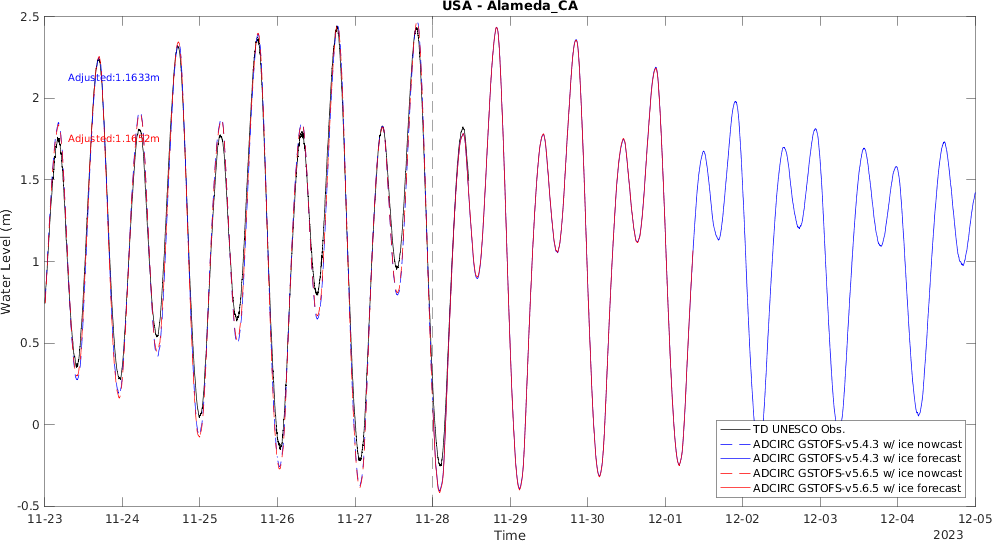 USA - Alameda_CA
2.5
2
1.5
1
0.5
0
-0.5
Water Level (m)
Adjusted:1.1633m
Adjusted:1.1652m
TD UNESCO Obs.
ADCIRC GSTOFS-v5.4.3 w/ ice nowcast
ADCIRC GSTOFS-v5.4.3 w/ ice forecast
ADCIRC GSTOFS-v5.6.5 w/ ice nowcast
ADCIRC GSTOFS-v5.6.5 w/ ice forecast
11-23 11-24 11-25 11-26 11-27 11-28 11-29 11-30 12-01 12-02 12-03 12-04 12-05
Time
2023